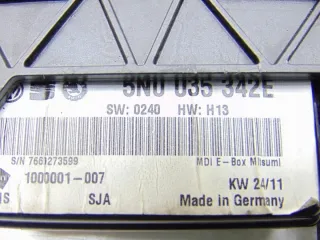 5N0 035 342E
SW: 0240 HW: H13
S/N 7661273599
MDI E-Box Mitsumi
1000001-007
KW 24/11
SJA
Made in Germany